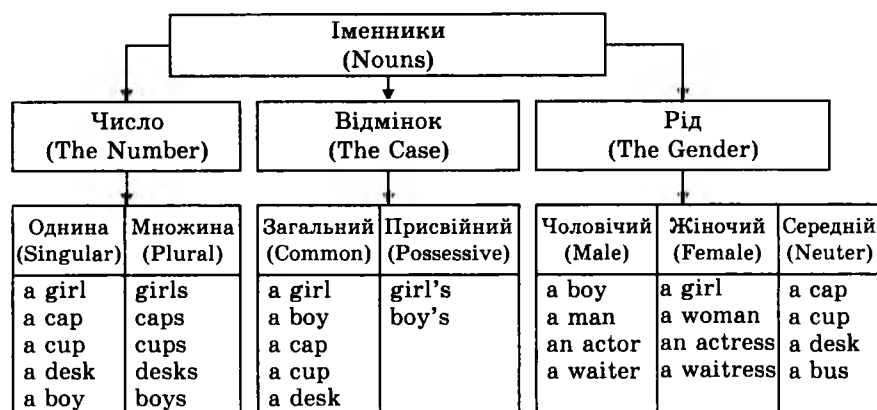 Іменники
(Nouns)
Число
(The Number)
Відмінок
(The Case)
Рід
(The Gender)
Однина
(Singular)
a girl
a cap
a cup
a desk
a boy
Множина
(Plural)
girls
caps
cups
desks
boys
Загальний
(Common)
a girl
a boy
a cap
a cup
a desk
Присвійний
(Possessive)
girl's
boy's
Чоловічий
(Male)
a boy
a man
an actor
a waiter
Жіночий
(Female)
a girl
a woman
an actress
a waitress
Середній
(Neuter)
a cap
a cup
a desk
a bus